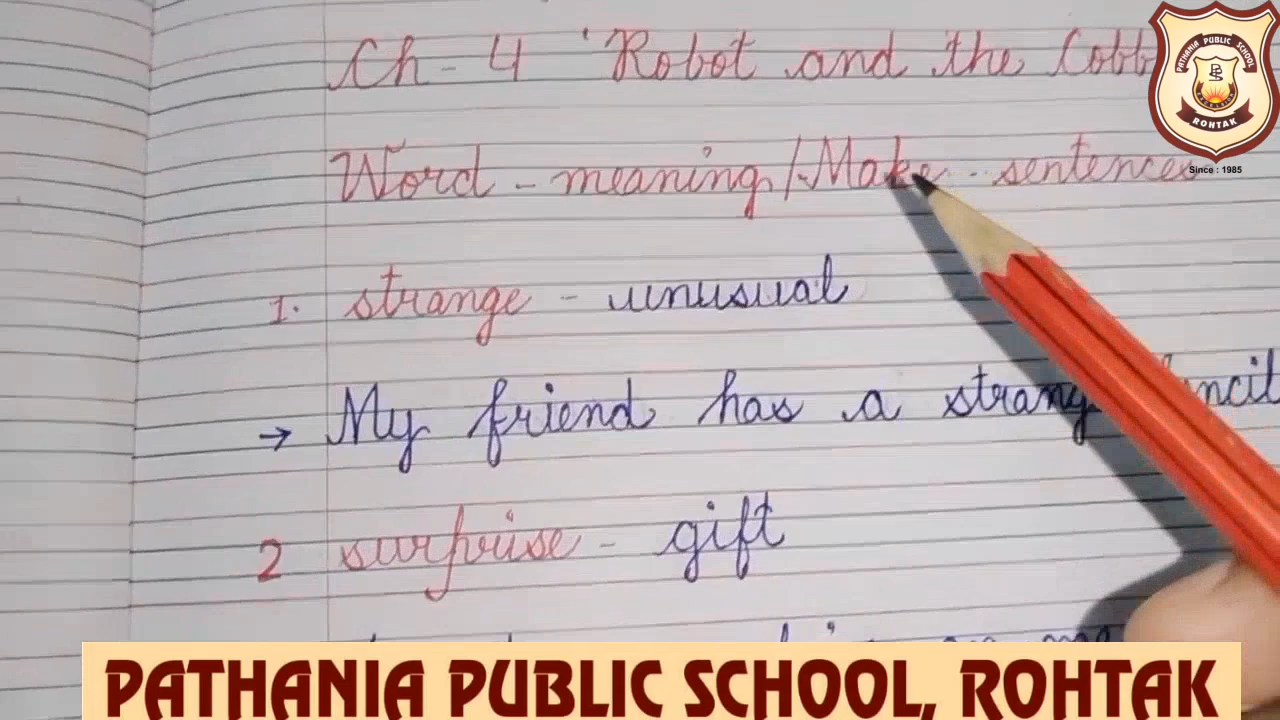 Ch - 4 'Robot and the
Word - meaning/Make - sentences
1. strange - unusual
→ My friend has a
2 surprise - gift
PATHANIA PUBLIC SCHOOL
PS
ROHTAK
Since : 1985
PATHANIA PUBLIC SCHOOL, ROHTAK